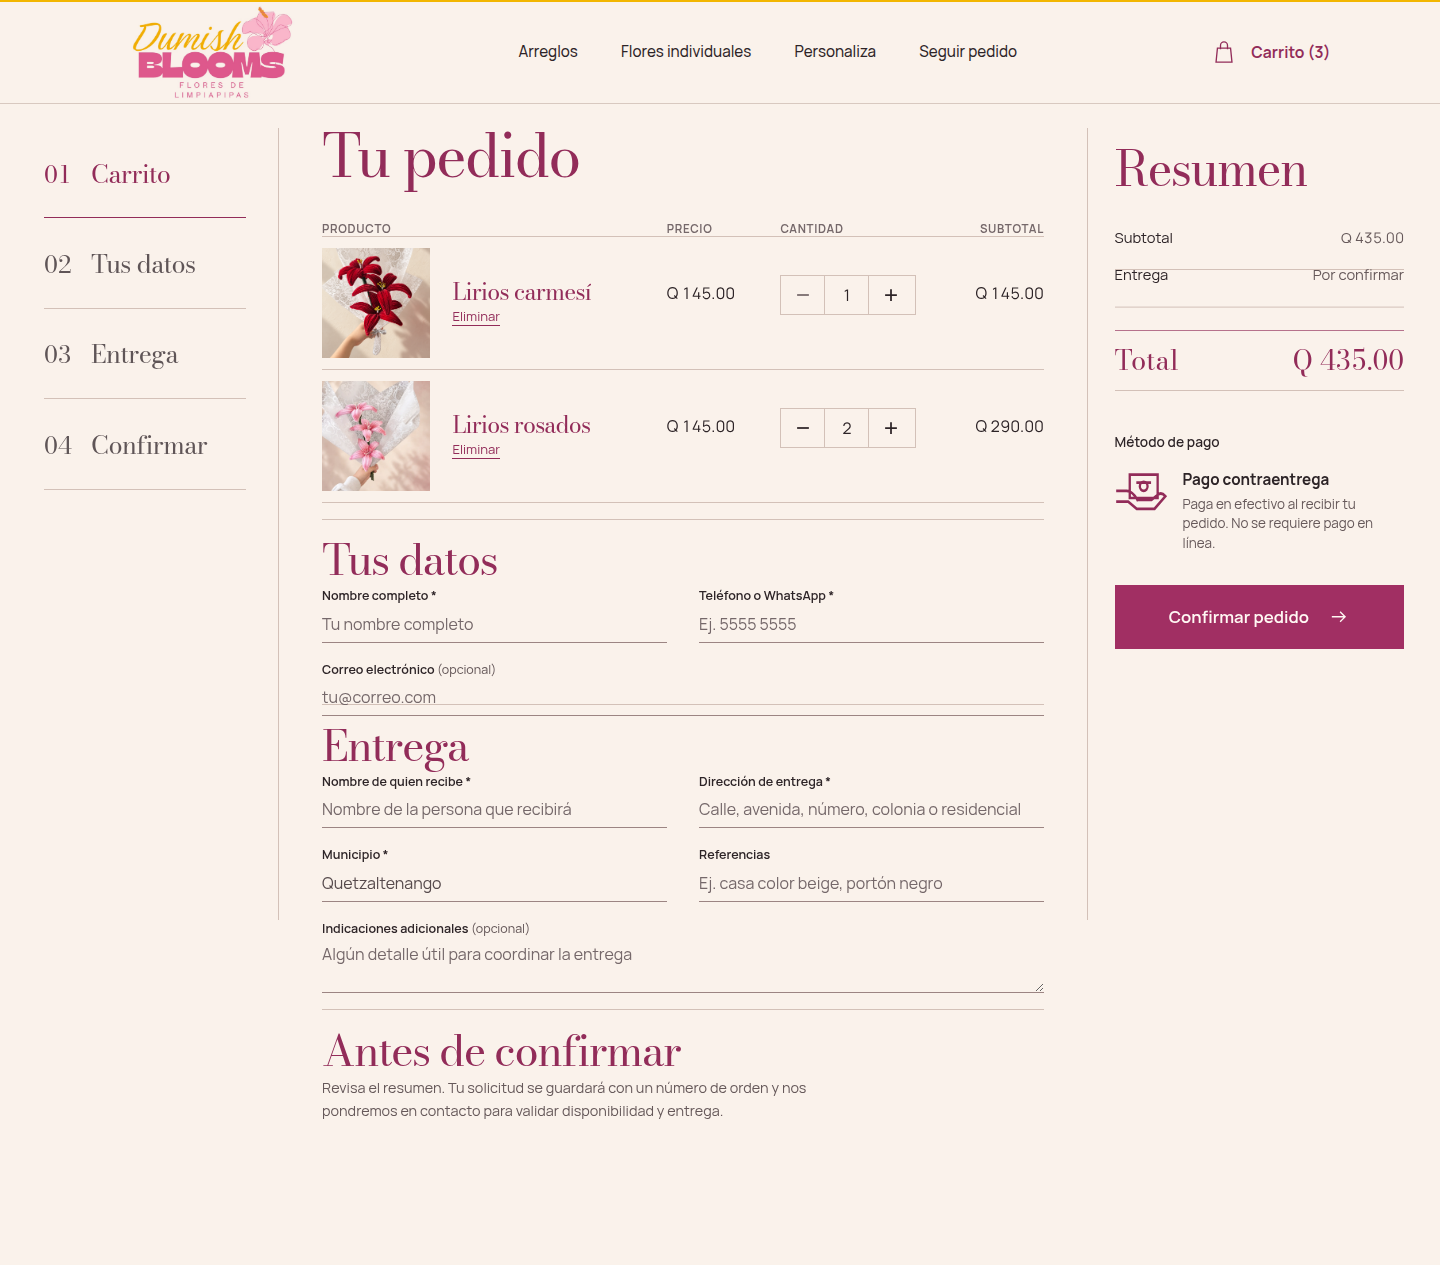 Dumish
BLOOMS
FLORES DE
LIMPIAPIPAS
Arreglos
Flores individuales
Personaliza
Seguir pedido
Carrito (3)
01 Carrito
02 Tus datos
03 Entrega
04 Confirmar
Tu pedido
PRODUCTO PRECIO CANTIDAD SUBTOTAL
Lirios carmesí
Eliminar
Q 145.00
1
Q 145.00
Lirios rosados
Eliminar
Q 145.00
2
Q 290.00
Tus datos
Nombre completo *
Tu nombre completo
Teléfono o WhatsApp *
Ej. 5555 5555
Correo electrónico (opcional)
tu@correo.com
Entrega
Nombre de quien recibe *
Nombre de la persona que recibirá
Dirección de entrega *
Calle, avenida, número, colonia o residencial
Municipio *
Quetzaltenango
Referencias
Ej. casa color beige, portón negro
Indicaciones adicionales (opcional)
Algún detalle útil para coordinar la entrega
Antes de confirmar
Revisa el resumen. Tu solicitud se guardará con un número de orden y nos
pondremos en contacto para validar disponibilidad y entrega.
Resumen
Subtotal Q 435.00
Entrega Por confirmar
Total Q 435.00
Método de pago
Pago contraentrega
Paga en efectivo al recibir tu
pedido. No se requiere pago en
línea.
Confirmar pedido